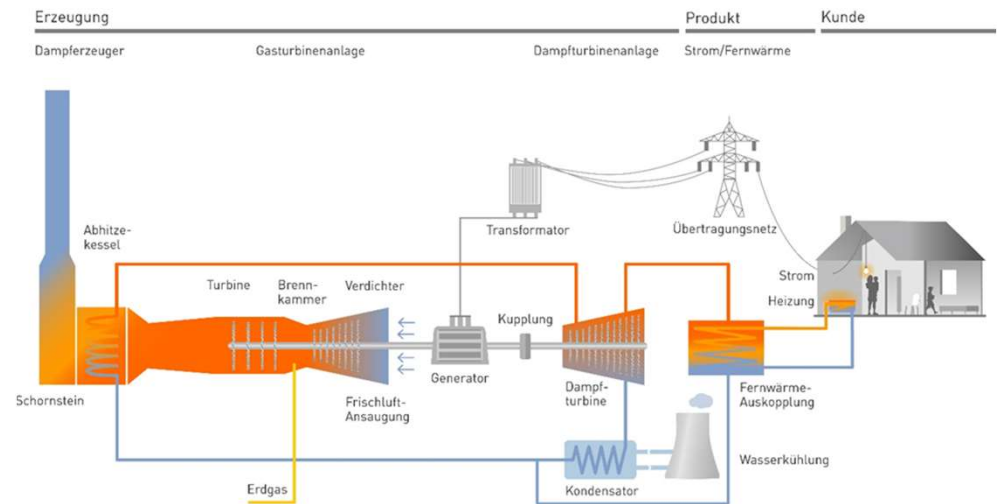 Erzeugung
Produkt
Kunde
Dampferzeuger
Gasturbinenanlage
Dampfturbinenanlage
Strom/Fernwärme
Abhitze-
kessel
Transformator
Übertragungsnetz
Turbine
Brenn-
kammer
Verdichter
Kupplung
Strom
Heizung
Schornstein
Frischluft-
Ansaugung
Generator
Dampf-
turbine
Fernwärme-
Auskopplung
Erdgas
Kondensator
Wasserkühlung